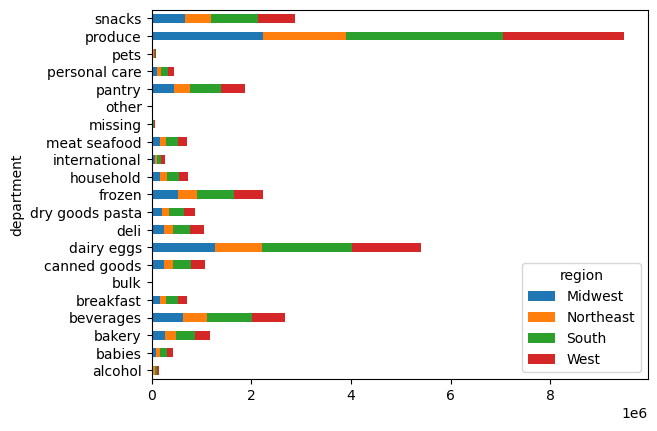 snacks
produce
pets
personal care
pantry
other
missing
meat seafood
international
household
frozen
dry goods pasta
deli
dairy eggs
canned goods
bulk
breakfast
beverages
bakery
babies
alcohol
department
region
Midwest
Northeast
South
West
0 2 4 6 8
1e6